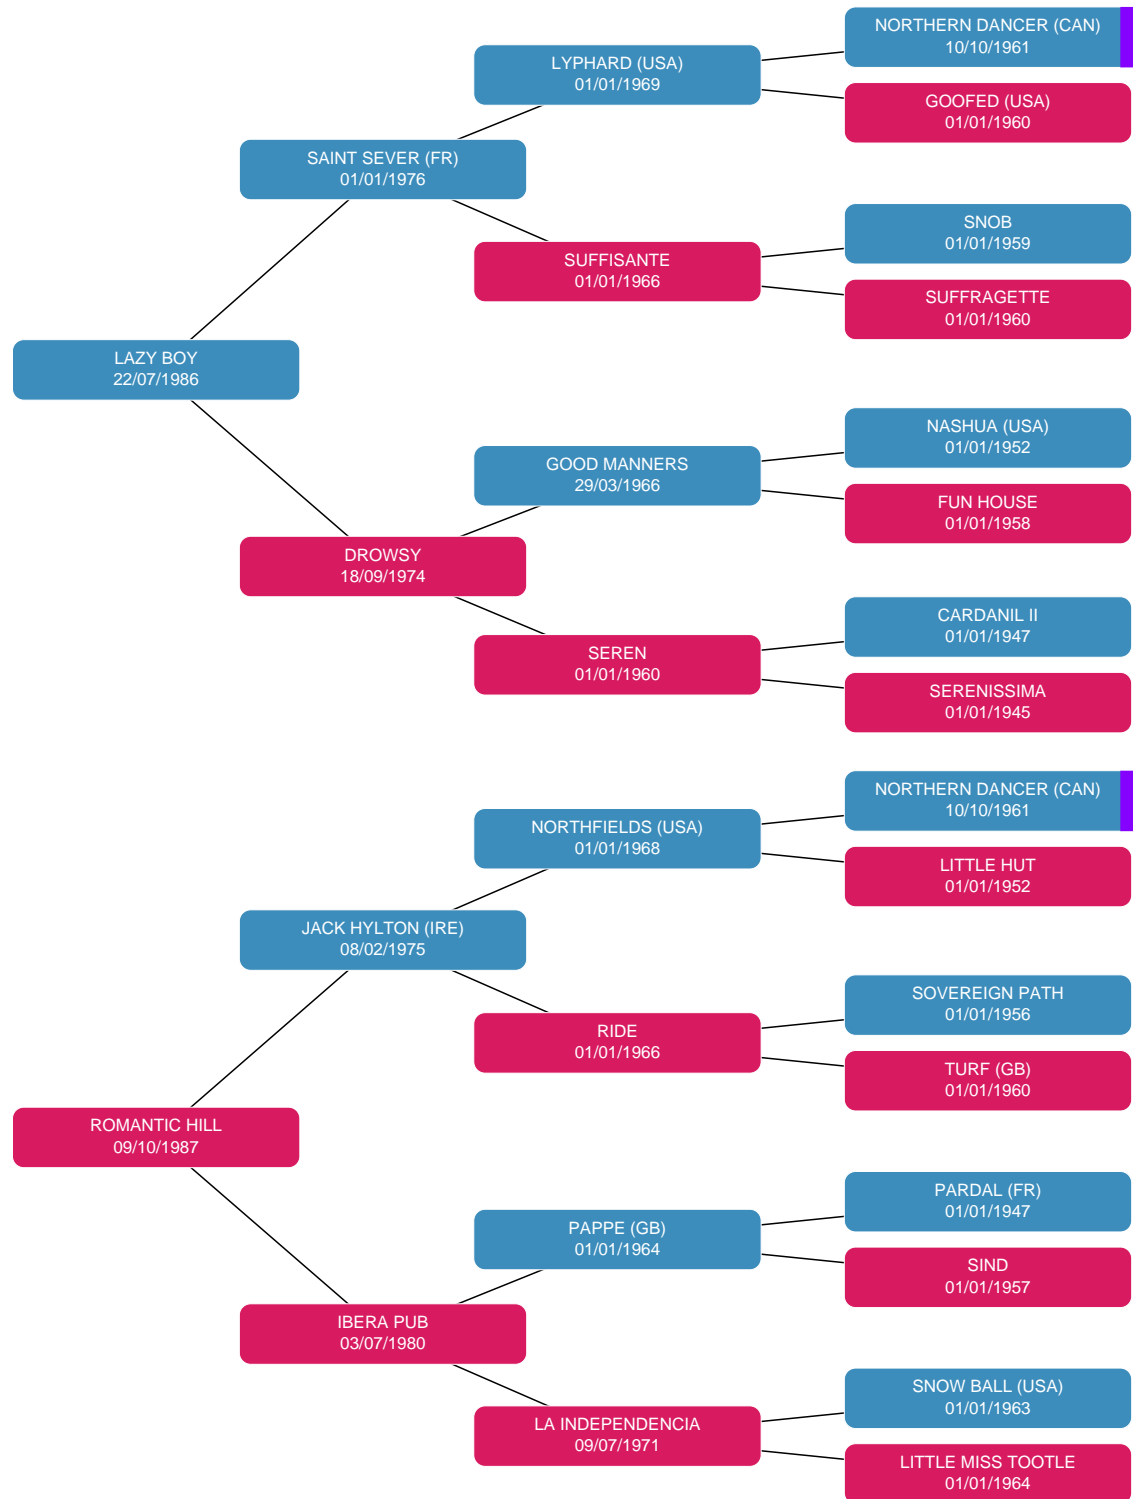 NORTHERN DANCER (CAN)
10/10/1961
LYPHARD (USA)
01/01/1969
GOOFED (USA)
01/01/1960
SAINT SEVER (FR)
01/01/1976
SNOB
01/01/1959
SUFFISANTE
01/01/1966
SUFFRAGETTE
01/01/1960
LAZY BOY
22/07/1986
NASHUA (USA)
01/01/1952
GOOD MANNERS
29/03/1966
FUN HOUSE
01/01/1958
DROWSY
18/09/1974
CARDANIL II
01/01/1947
SEREN
01/01/1960
SERENISSIMA
01/01/1945
NORTHERN DANCER (CAN)
10/10/1961
NORTHFIELDS (USA)
01/01/1968
LITTLE HUT
01/01/1952
JACK HYLTON (IRE)
08/02/1975
SOVEREIGN PATH
01/01/1956
RIDE
01/01/1966
TURF (GB)
01/01/1960
ROMANTIC HILL
09/10/1987
PARDAL (FR)
01/01/1947
PAPPE (GB)
01/01/1964
SIND
01/01/1957
IBERA PUB
03/07/1980
SNOW BALL (USA)
01/01/1963
LA INDEPENDENCIA
09/07/1971
LITTLE MISS TOOTLE
01/01/1964